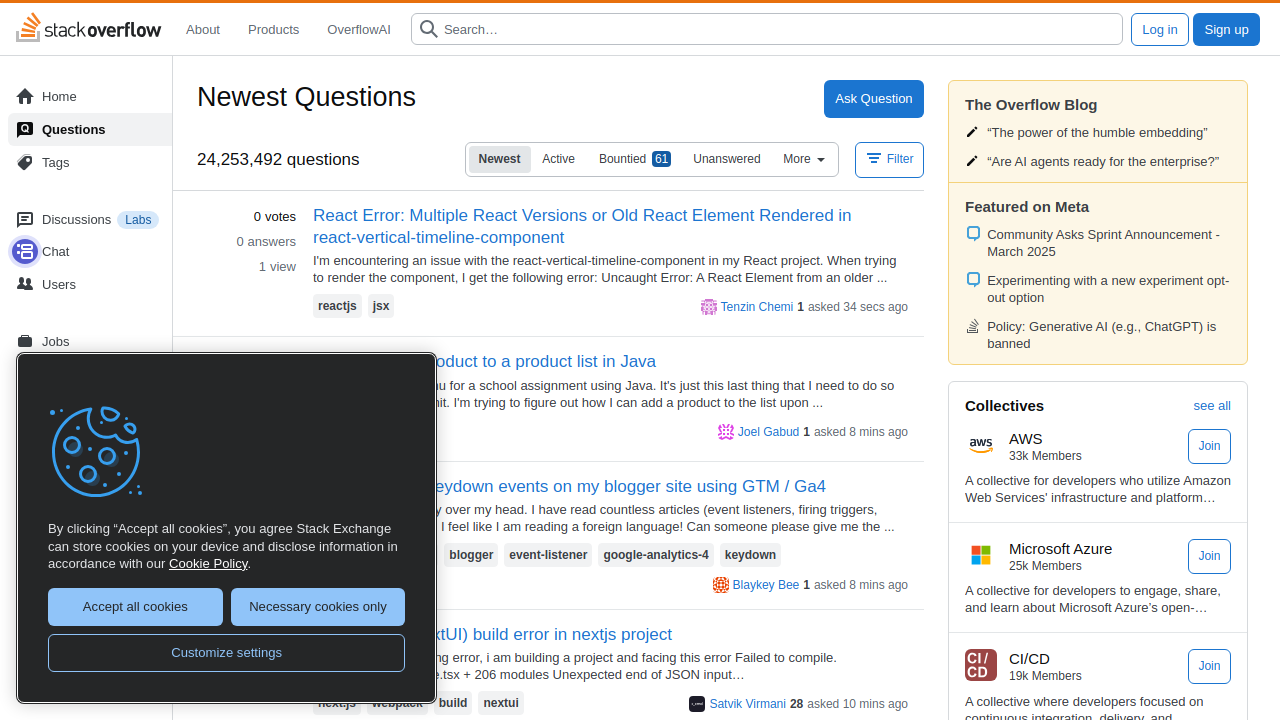 stack overflow
About
Products
OverflowAI
Search…
Log in
Sign up
Home
Questions
Tags
Discussions
Labs
Chat
Users
Jobs
Newest Questions
Ask Question
24,253,492 questions
Newest
Active
Bountied 61
Unanswered
More
Filter
0 votes
0 answers
1 view
React Error: Multiple React Versions or Old React Element Rendered in
react-vertical-timeline-component
I'm encountering an issue with the react-vertical-timeline-component in my React project. When trying
to render the component, I get the following error: Uncaught Error: A React Element from an older ...
reactjs
jsx
Tenzin Chemi 1 asked 34 secs ago
to a product list in Java
for a school assignment using Java. It's just this last thing that I need to do so
I'm trying to figure out how I can add a product to the list upon ...
Joel Gabud 1 asked 8 mins ago
events on my blogger site using GTM / Ga4
over my head. I have read countless articles (event listeners, firing triggers,
I feel like I am reading a foreign language! Can someone please give me the ...
blogger
event-listener
google-analytics-4
keydown
Blaykey Bee 1 asked 8 mins ago
build error in nextjs project
error, i am building a project and facing this error Failed to compile.
+ 206 modules Unexpected end of JSON input…
next.js
webpack
build
nextui
Satvik Virmani 28 asked 10 mins ago
The Overflow Blog
“The power of the humble embedding”
“Are AI agents ready for the enterprise?”
Featured on Meta
Community Asks Sprint Announcement -
March 2025
Experimenting with a new experiment opt-
out option
Policy: Generative AI (e.g., ChatGPT) is
banned
Collectives
see all
aws
AWS
33k Members
Join
A collective for developers who utilize Amazon
Web Services' infrastructure and platform…
Microsoft Azure
25k Members
Join
A collective for developers to engage, share,
and learn about Microsoft Azure’s open-…
CI/
CD
CI/CD
19k Members
Join
A collective where developers focused on
continuous integration, delivery, and
By clicking “Accept all cookies”, you agree Stack Exchange
can store cookies on your device and disclose information in
accordance with our Cookie Policy.
Accept all cookies
Necessary cookies only
Customize settings